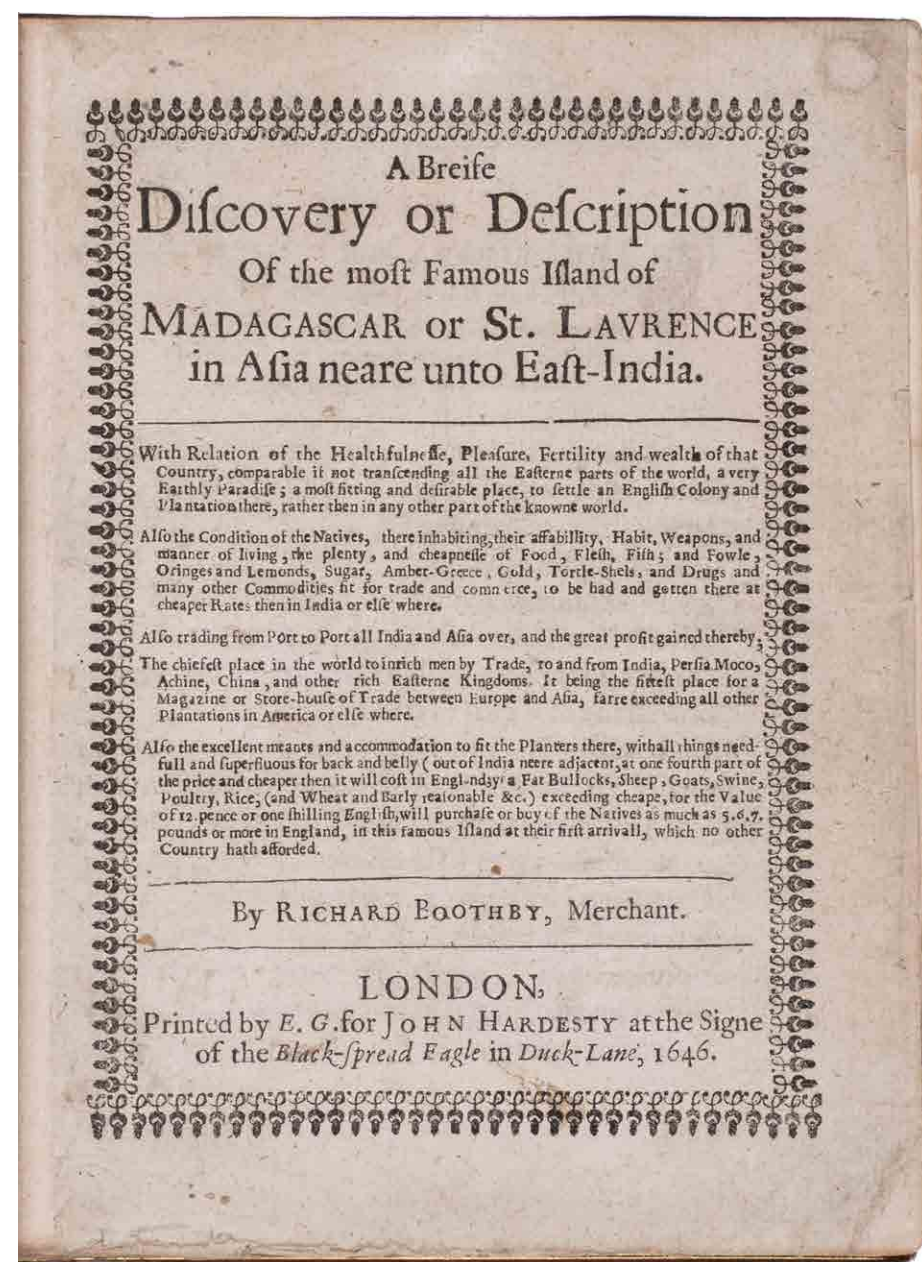 A Breife
Diſcovery or Deſcription
Of the moſt Famous Iſland of
MADAGASCAR or St. LAVRENCE
in Aſia neare unto Eaſt-India.
With Relation of the Healthfulneſſe, Pleaſure, Fertility and wealth of that
Country, comparable if not tranſcending all the Eaſterne parts of the world, a very
Earthly Paradiſe; a moſt fitting and deſirable place, to ſettle an Engliſh Colony and
Plantation there, rather then in any other part of the knowne world.
Alſo the Condition of the Natives, there inhabiting, their affabillity, Habit, Weapons, and
manner of living, the plenty, and cheapneſſe of Food, Fleſh, Fiſh; and Fowle,
Oringes and Lemonds, Sugar, Amber-Greece, Gold, Tortle-Shels, and Drugs and
many other Commodities fit for trade and commerce, to be had and gotten there at
cheaper Rates then in India or elſe where.
Alſo trading from Port to Port all India and Aſia over, and the great profit gained thereby;
The chiefeſt place in the world to inrich men by Trade, to and from India, Perſia Moco,
Achine, China, and other rich Eaſterne Kingdoms. It being the fitteſt place for a
Magazine or Store-houſe of Trade between Europe and Aſia, farre exceeding all other
Plantations in America or elſe where.
Alſo the excellent meanes and accommodation to fit the Planters there, with all things need-
full and ſuperfluous for back and belly (out of India neere adjacent, at one fourth part of
the price and cheaper then it will coſt in England, Fat Bullocks, Sheep, Goats, Swine,
Poultry, Rice, (and Wheat and Barly reaſonable &c.) exceeding cheape, for the Value
of 12. pence or one ſhilling Engliſh, will purchaſe or buy of the Natives as much as 5.6.7.
pounds or more in England, in this famous Iſland at their firſt arrivall, which no other
Country hath afforded.
By RICHARD BOOTHBY, Merchant.
LONDON,
Printed by E. G. for JOHN HARDESTY at the Signe
of the Black-ſpread Eagle in Duck-Lane, 1646.